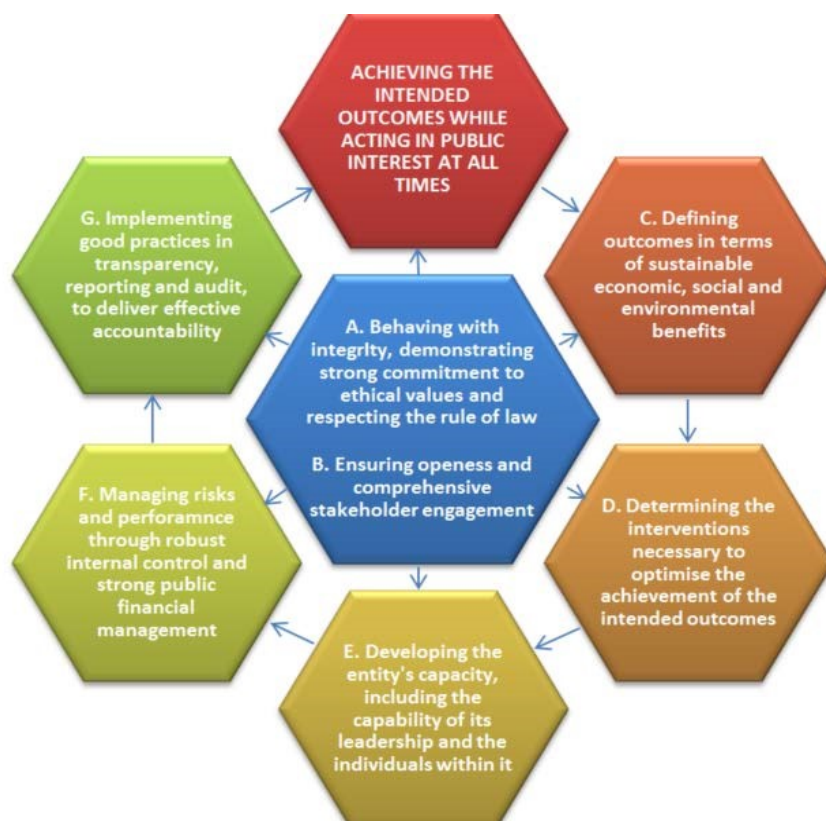 ACHIEVING THE
INTENDED
OUTCOMES WHILE
ACTING IN PUBLIC
INTEREST AT ALL
TIMES
G. Implementing
good practices in
transparency,
reporting and audit,
to deliver effective
accountability
C. Defining
outcomes in terms
of sustainable
economic, social and
environmental
benefits
A. Behaving with
integrIty, demonstrating
strong commitment to
ethical values and
respecting the rule of law
B. Ensuring openess and
comprehensive
stakeholder engagement
F. Managing risks
and perforamnce
through robust
internal control and
strong public
financial
management
D. Determining the
interventions
necessary to
optimise the
achievement of the
intended outcomes
E. Developing the
entity's capacity,
including the
capability of its
leadership and the
individuals within it